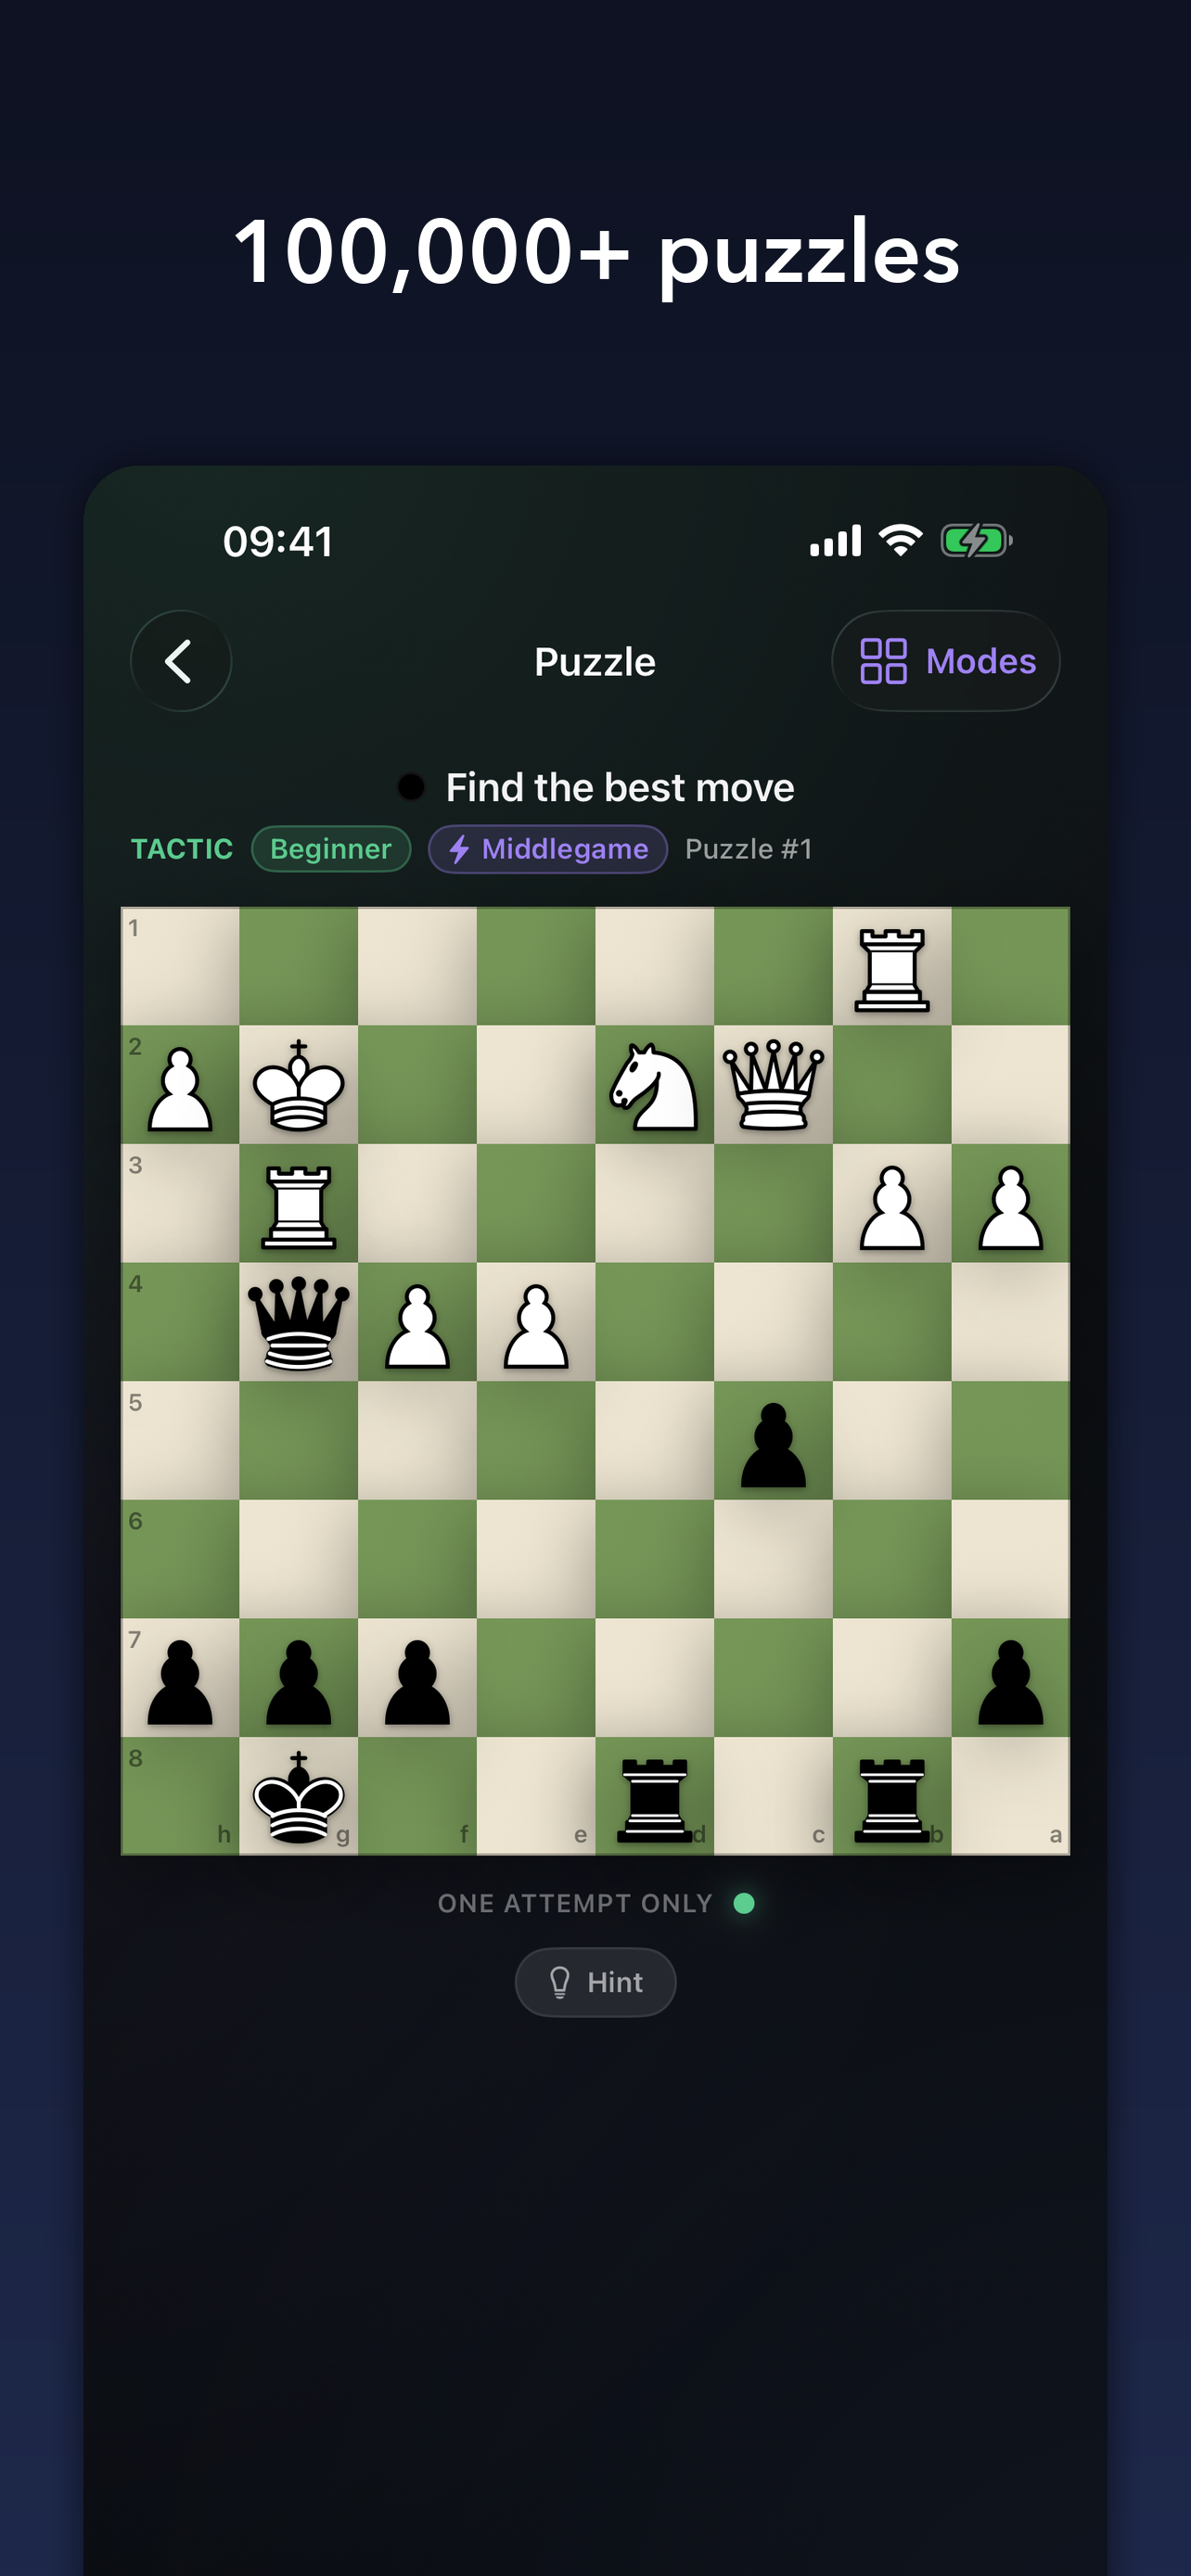 100,000+ puzzles
09:41
Puzzle
Modes
Find the best move
TACTIC Beginner Middlegame Puzzle #1
1
2
3
4
5
6
7
8
h g f e d c b a
ONE ATTEMPT ONLY
Hint